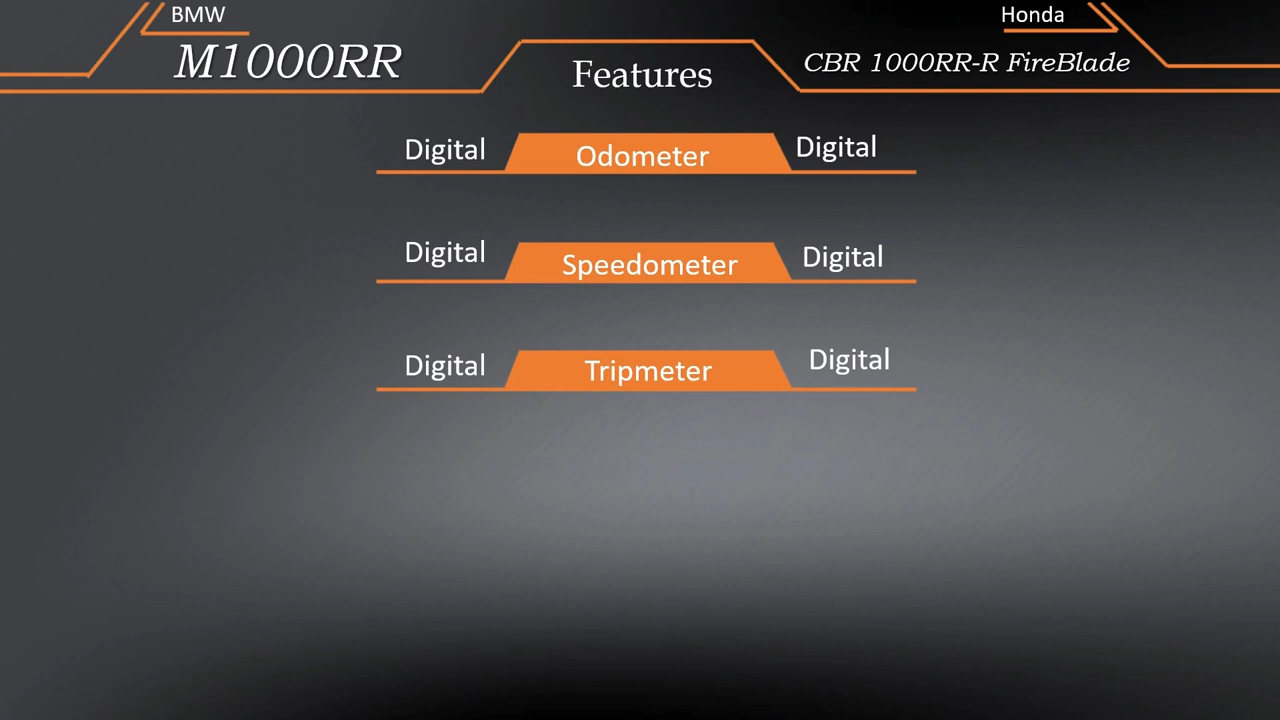 BMW
Honda
M1000RR
Features
CBR 1000RR-R FireBlade
Digital
Odometer
Digital
Digital
Speedometer
Digital
Digital
Tripmeter
Digital